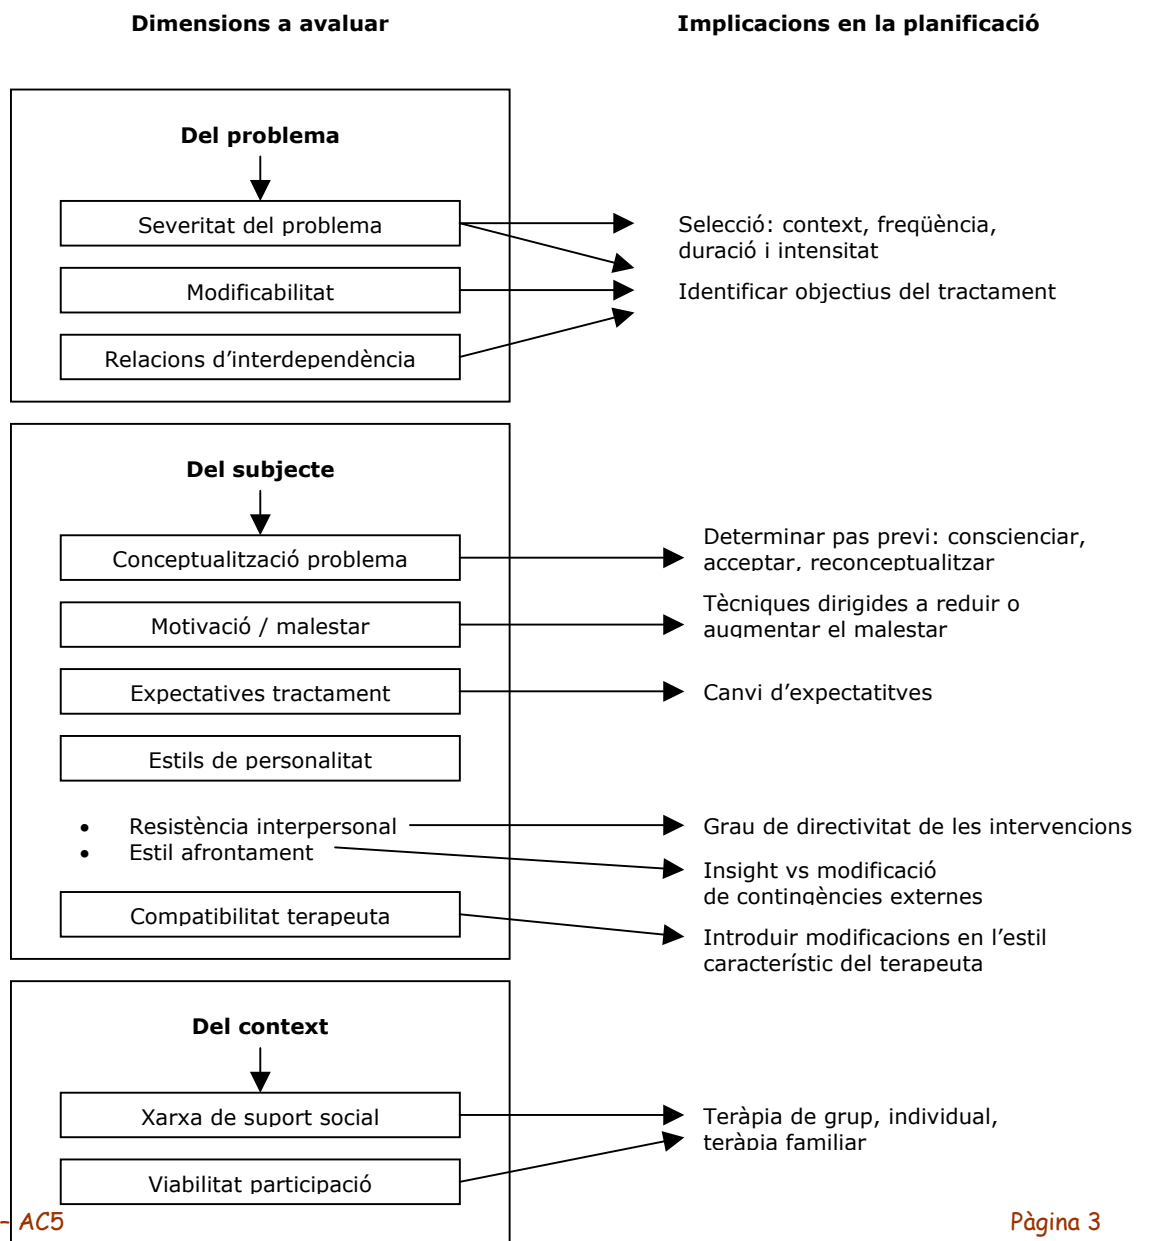 Dimensions a avaluar
Implicacions en la planificació
Del problema
Severitat del problema
Selecció: context, freqüència,
duració i intensitat
Modificabilitat
Identificar objectius del tractament
Relacions d'interdependència
Del subjecte
Conceptualització problema
Determinar pas previ: conscienciar,
acceptar, reconceptualitzar
Motivació / malestar
Tècniques dirigides a reduir o
augmentar el malestar
Expectatives tractament
Canvi d'expectatitves
Estils de personalitat
• Resistència interpersonal
Grau de directivitat de les intervencions
• Estil afrontament
Insight vs modificació
de contingències externes
Compatibilitat terapeuta
Introduir modificacions en l'estil
característic del terapeuta
Del context
Xarxa de suport social
Teràpia de grup, individual,
teràpia familiar
Viabilitat participació
– AC5
Pàgina 3